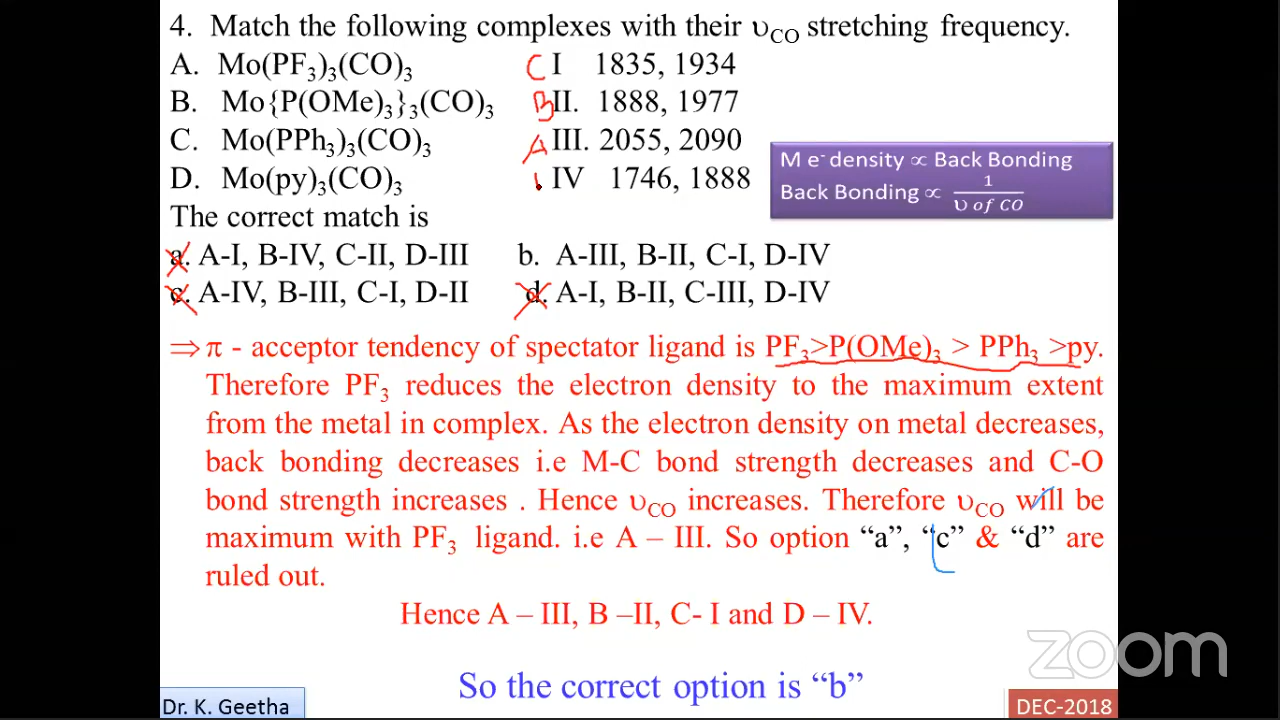 4. Match the following complexes with their υCO stretching frequency.
A. Mo(PF3)3(CO)3 C I 1835, 1934
B. Mo{P(OMe)3}3(CO)3 B II. 1888, 1977
C. Mo(PPh3)3(CO)3 A III. 2055, 2090
D. Mo(py)3(CO)3 IV 1746, 1888
M e- density ∝ Back Bonding
Back Bonding ∝ 1/υ of CO
The correct match is
a. A-I, B-IV, C-II, D-III b. A-III, B-II, C-I, D-IV
c. A-IV, B-III, C-I, D-II d. A-I, B-II, C-III, D-IV
⇒ π - acceptor tendency of spectator ligand is PF3>P(OMe)3 > PPh3 >py.
Therefore PF3 reduces the electron density to the maximum extent
from the metal in complex. As the electron density on metal decreases,
back bonding decreases i.e M-C bond strength decreases and C-O
bond strength increases . Hence υCO increases. Therefore υCO will be
maximum with PF3 ligand. i.e A – III. So option “a”, “c” & “d” are
ruled out.
Hence A – III, B –II, C- I and D – IV.
zoom
So the correct option is “b”
Dr. K. Geetha
DEC-2018